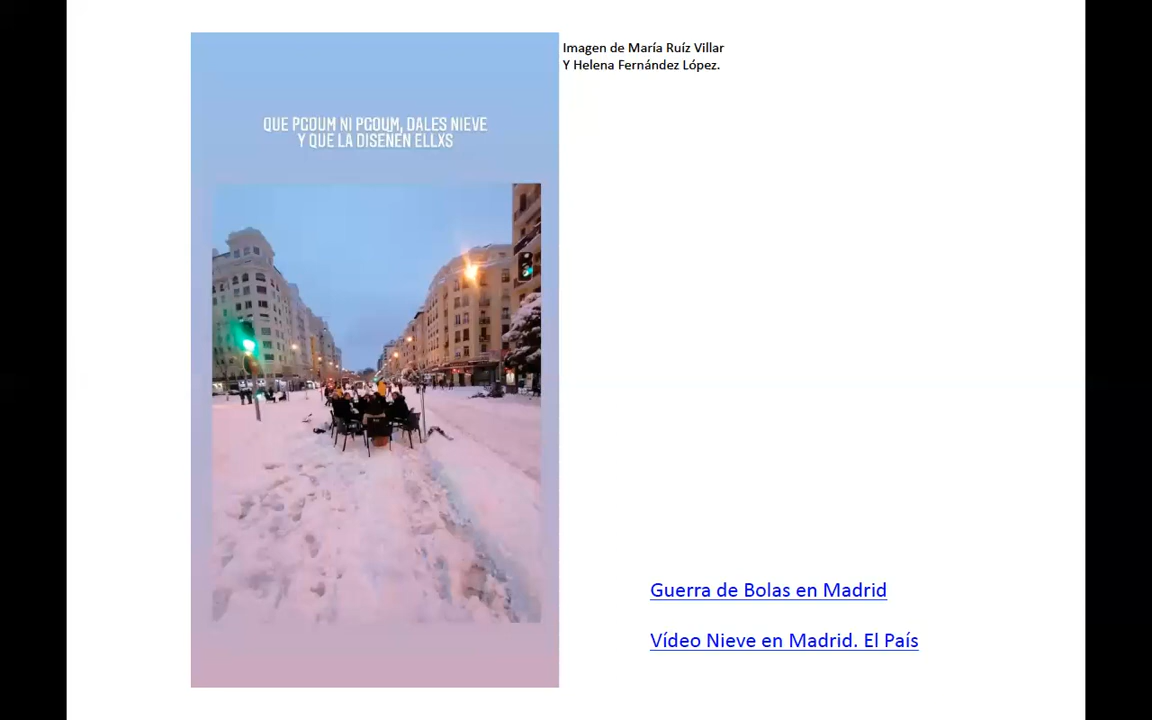 Imagen de María Ruíz Villar
Y Helena Fernández López.
QUE PGOUM NI PGOUM, DALES NIEVE
Y QUE LA DISEÑEN ELLXS
Guerra de Bolas en Madrid
Vídeo Nieve en Madrid. El País